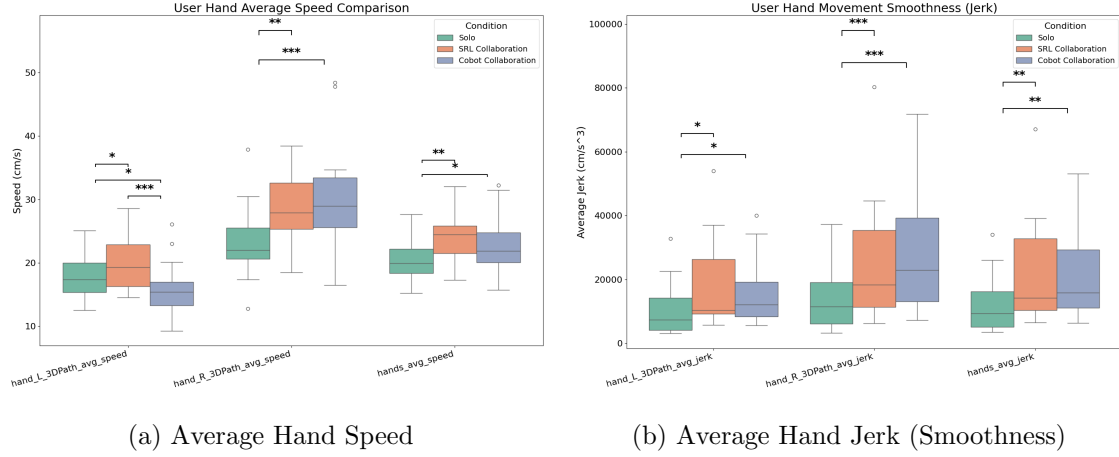 User Hand Average Speed Comparison
Condition
Solo
SRL Collaboration
Cobot Collaboration
**
***
*
*
***
**
*
Speed (cm/s)
50
40
30
20
10
hand_L_3DPath_avg_speed
hand_R_3DPath_avg_speed
hands_avg_speed
(a) Average Hand Speed
User Hand Movement Smoothness (Jerk)
Condition
Solo
SRL Collaboration
Cobot Collaboration
***
***
**
**
*
*
Average Jerk (cm/s^3)
100000
80000
60000
40000
20000
0
hand_L_3DPath_avg_jerk
hand_R_3DPath_avg_jerk
hands_avg_jerk
(b) Average Hand Jerk (Smoothness)